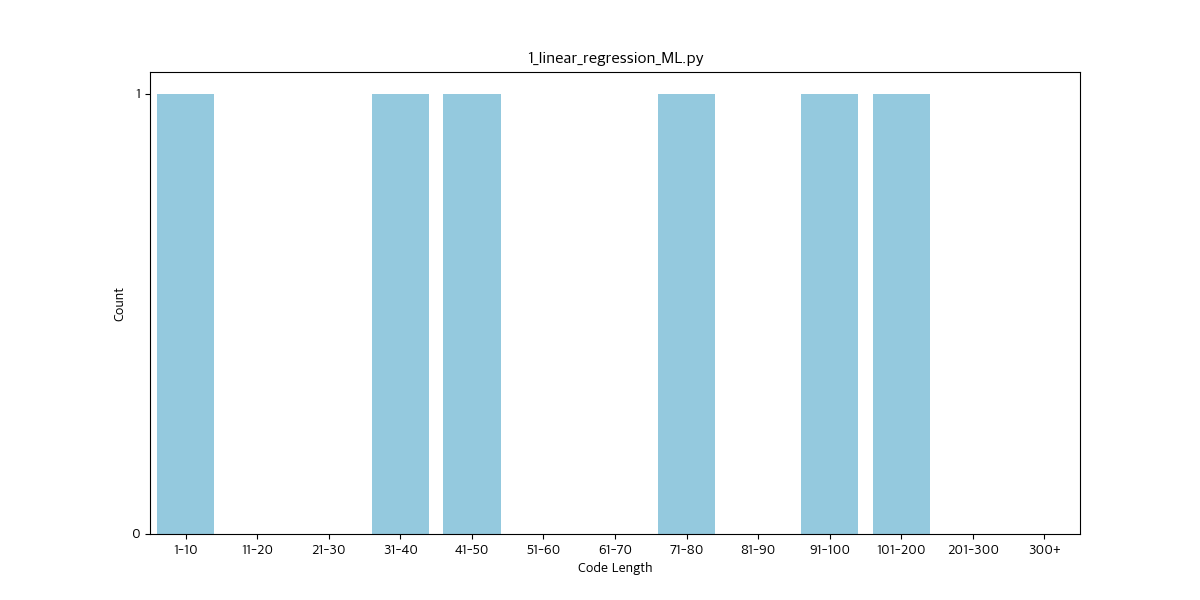 1_linear_regression_ML.py
1
Count
0
1-10 11-20 21-30 31-40 41-50 51-60 61-70 71-80 81-90 91-100 101-200 201-300 300+
Code Length